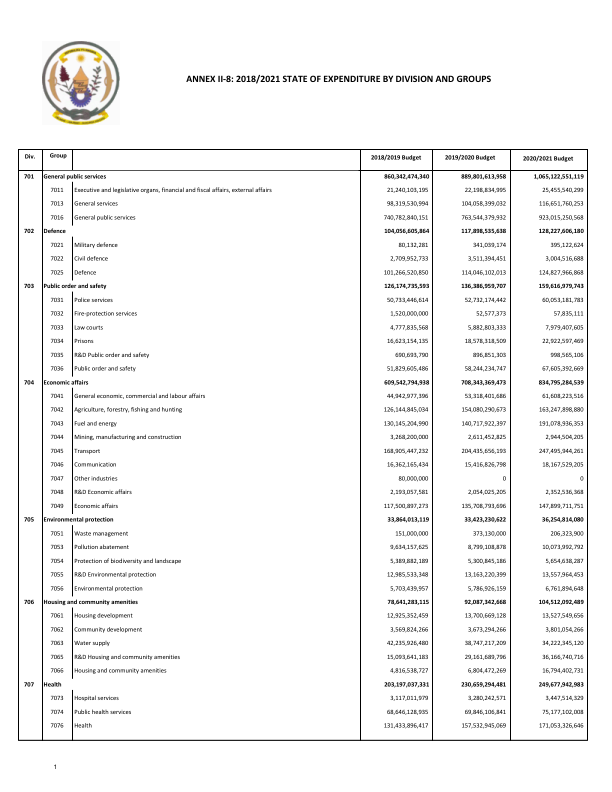 ANNEX II-8: 2018/2021 STATE OF EXPENDITURE BY DIVISION AND GROUPS
Div. Group 2018/2019 Budget 2019/2020 Budget 2020/2021 Budget
701 General public services 860,342,474,340 889,801,613,958 1,065,122,551,119
7011 Executive and legislative organs, financial and fiscal affairs, external affairs 21,240,103,195 22,198,834,995 25,455,540,299
7013 General services 98,319,530,994 104,058,399,032 116,651,760,253
7016 General public services 740,782,840,151 763,544,379,932 923,015,250,568
702 Defence 104,056,605,864 117,898,535,638 128,227,606,180
7021 Military defence 80,132,281 341,039,174 395,122,624
7022 Civil defence 2,709,952,733 3,511,394,451 3,004,516,688
7025 Defence 101,266,520,850 114,046,102,013 124,827,966,868
703 Public order and safety 126,174,735,593 136,386,959,707 159,616,979,743
7031 Police services 50,733,446,614 52,732,174,442 60,053,181,783
7032 Fire-protection services 1,520,000,000 52,577,373 57,835,111
7033 Law courts 4,777,835,568 5,882,803,333 7,979,407,605
7034 Prisons 16,623,154,135 18,578,318,509 22,922,597,469
7035 R&D Public order and safety 690,693,790 896,851,303 998,565,106
7036 Public order and safety 51,829,605,486 58,244,234,747 67,605,392,669
704 Economic affairs 609,542,794,938 708,343,369,473 834,795,284,539
7041 General economic, commercial and labour affairs 44,942,977,396 53,318,401,686 61,608,223,516
7042 Agriculture, forestry, fishing and hunting 126,144,845,034 154,080,290,673 163,247,898,880
7043 Fuel and energy 130,145,204,990 140,717,922,397 191,078,936,353
7044 Mining, manufacturing and construction 3,268,200,000 2,611,452,825 2,944,504,205
7045 Transport 168,905,447,232 204,435,656,193 247,495,944,261
7046 Communication 16,362,165,434 15,416,826,798 18,167,529,205
7047 Other industries 80,000,000 0 0
7048 R&D Economic affairs 2,193,057,581 2,054,025,205 2,352,536,368
7049 Economic affairs 117,500,897,273 135,708,793,696 147,899,711,751
705 Environmental protection 33,864,013,119 33,423,230,622 36,254,814,080
7051 Waste management 151,000,000 373,130,000 206,323,900
7053 Pollution abatement 9,634,157,625 8,799,108,878 10,073,992,792
7054 Protection of biodiversity and landscape 5,389,882,189 5,300,845,186 5,654,638,287
7055 R&D Environmental protection 12,985,533,348 13,163,220,399 13,557,964,453
7056 Environmental protection 5,703,439,957 5,786,926,159 6,761,894,648
706 Housing and community amenities 78,641,283,115 92,087,342,668 104,512,092,489
7061 Housing development 12,925,352,459 13,700,669,128 13,527,549,656
7062 Community development 3,569,824,266 3,673,294,266 3,801,054,266
7063 Water supply 42,235,926,480 38,747,217,209 34,222,345,120
7065 R&D Housing and community amenities 15,093,641,183 29,161,689,796 36,166,740,716
7066 Housing and community amenities 4,816,538,727 6,804,472,269 16,794,402,731
707 Health 203,197,037,331 230,659,294,481 249,677,942,983
7073 Hospital services 3,117,011,979 3,280,242,571 3,447,514,329
7074 Public health services 68,646,128,935 69,846,106,841 75,177,102,008
7076 Health 131,433,896,417 157,532,945,069 171,053,326,646
1